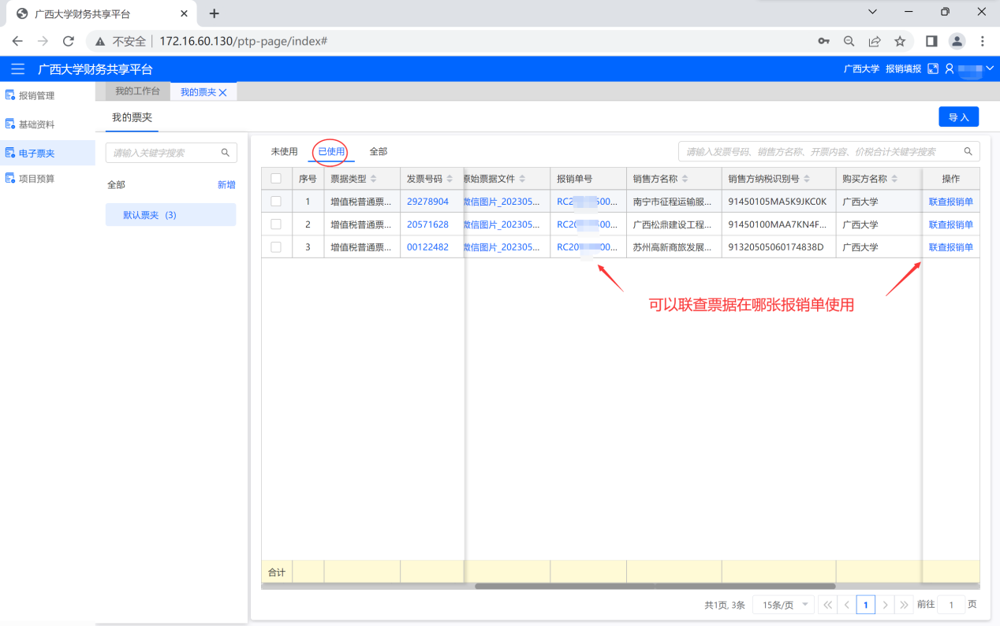 广西大学财务共享平台
不安全 172.16.60.130/ptp-page/index#
广西大学财务共享平台 广西大学 报销填报
报销管理
基础资料
电子票夹
项目预算
我的工作台 我的票夹
我的票夹 导 入
请输入关键字搜索
全部 新增
默认票夹 (3)
未使用 已使用 全部 请输入发票号码、销售方名称、开票内容、价税合计关键字搜索
序号 票据类型 发票号码 原始票据文件 报销单号 销售方名称 销售方纳税识别号 购买方名称 操作
1 增值税普通票... 29278904 微信图片_202305... 南宁市征程运输服... 91450105MA5K9JKC0K 广西大学 联查报销单
2 增值税普通票... 20571628 微信图片_202305... 广西松鼎建设工程... 91450100MAA7KN4F... 广西大学 联查报销单
3 增值税普通票... 00122482 微信图片_202305... 苏州高新商旅发展... 91320505060174838D 广西大学 联查报销单
可以联查票据在哪张报销单使用
合计
共1页, 3条 15条/页 1 前往 1 页